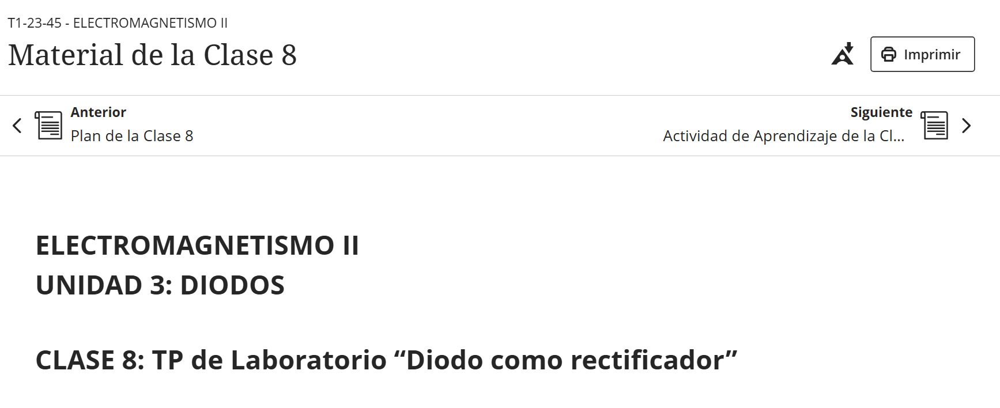 T1-23-45 - ELECTROMAGNETISMO II
Material de la Clase 8
Imprimir
Anterior
Plan de la Clase 8
Siguiente
Actividad de Aprendizaje de la Cl...
ELECTROMAGNETISMO II
UNIDAD 3: DIODOS
CLASE 8: TP de Laboratorio “Diodo como rectificador”